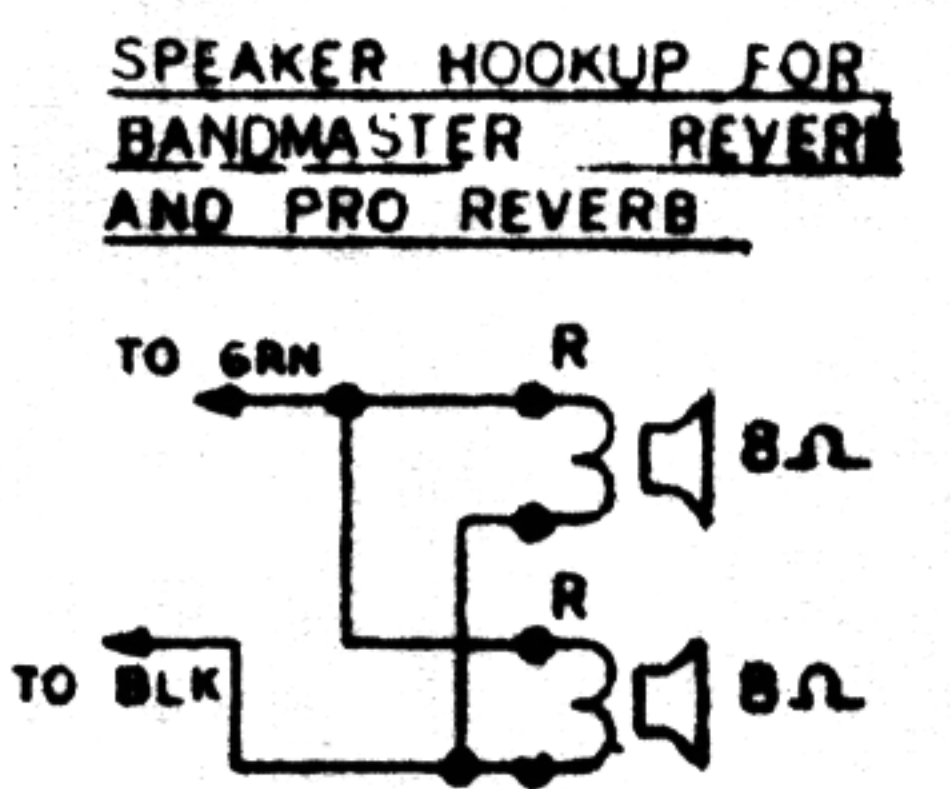 SPEAKER HOOKUP FOR
BANDMASTER REVERB
AND PRO REVERB
TO GRN
R
8Ω
R
TO BLK
8Ω